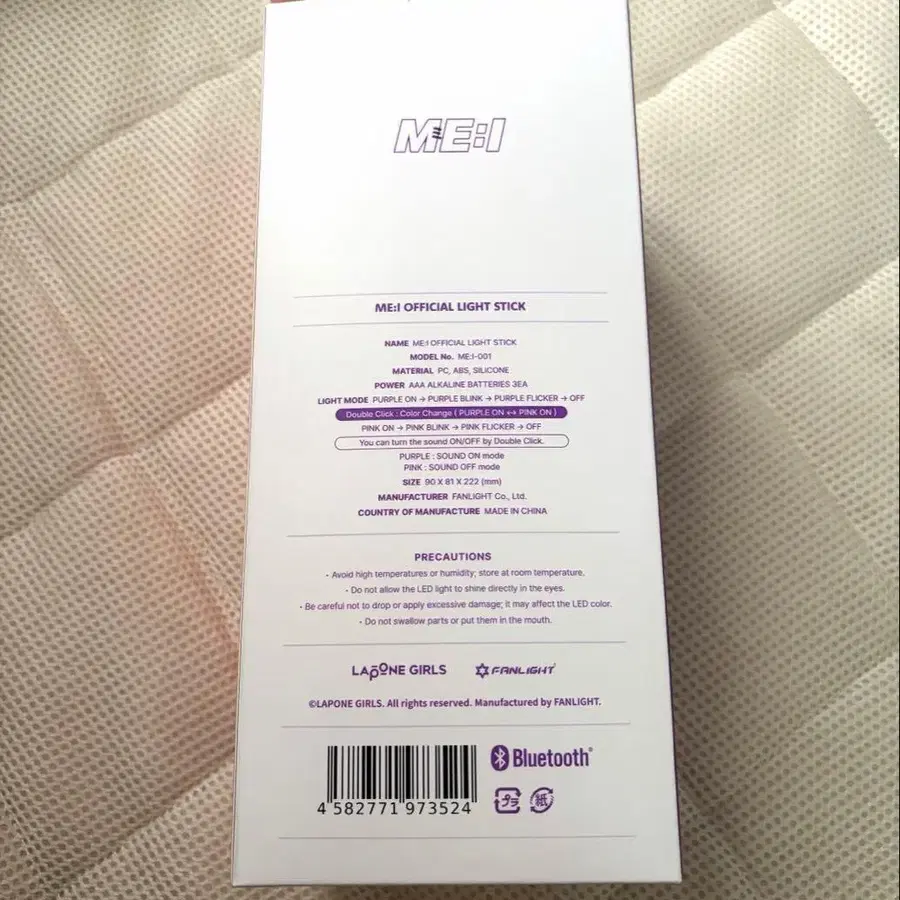 ME:I
ME:I OFFICIAL LIGHT STICK
NAME ME:I OFFICIAL LIGHT STICK
MODEL No. ME:I-001
MATERIAL PC, ABS, SILICONE
POWER AAA ALKALINE BATTERIES 3EA
LIGHT MODE PURPLE ON → PURPLE BLINK → PURPLE FLICKER → OFF
Double Click : Color Change ( PURPLE ON ↔ PINK ON )
PINK ON → PINK BLINK → PINK FLICKER → OFF
You can turn the sound ON/OFF by Double Click.
PURPLE : SOUND ON mode
PINK : SOUND OFF mode
SIZE 90 X 81 X 222 (mm)
MANUFACTURER FANLIGHT Co., Ltd.
COUNTRY OF MANUFACTURE MADE IN CHINA
PRECAUTIONS
• Avoid high temperatures or humidity; store at room temperature.
• Do not allow the LED light to shine directly in the eyes.
• Be careful not to drop or apply excessive damage; it may affect the LED color.
• Do not swallow parts or put them in the mouth.
LAPONE GIRLS FANLIGHT
©LAPONE GIRLS. All rights reserved. Manufactured by FANLIGHT.
Bluetooth®
プラ 紙
4 582771 973524